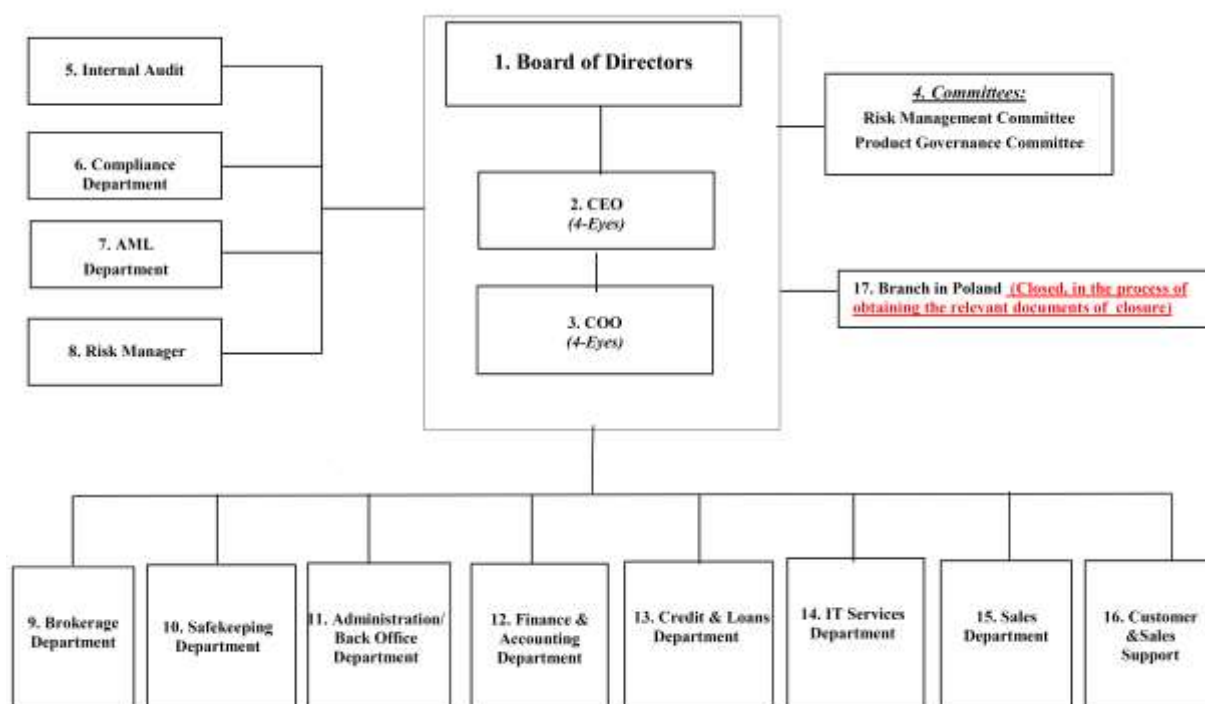 1. Board of Directors
5. Internal Audit
4. Committees:
Risk Management Committee
Product Governance Committee
6. Compliance
Department
2. CEO
(4-Eyes)
7. AML
Department
17. Branch in Poland (Closed, in the process of
obtaining the relevant documents of closure)
3. COO
(4-Eyes)
8. Risk Manager
9. Brokerage
Department
10. Safekeeping
Department
11. Administration/
Back Office
Department
12. Finance &
Accounting
Department
13. Credit & Loans
Department
14. IT Services
Department
15. Sales
Department
16. Customer
&Sales
Support